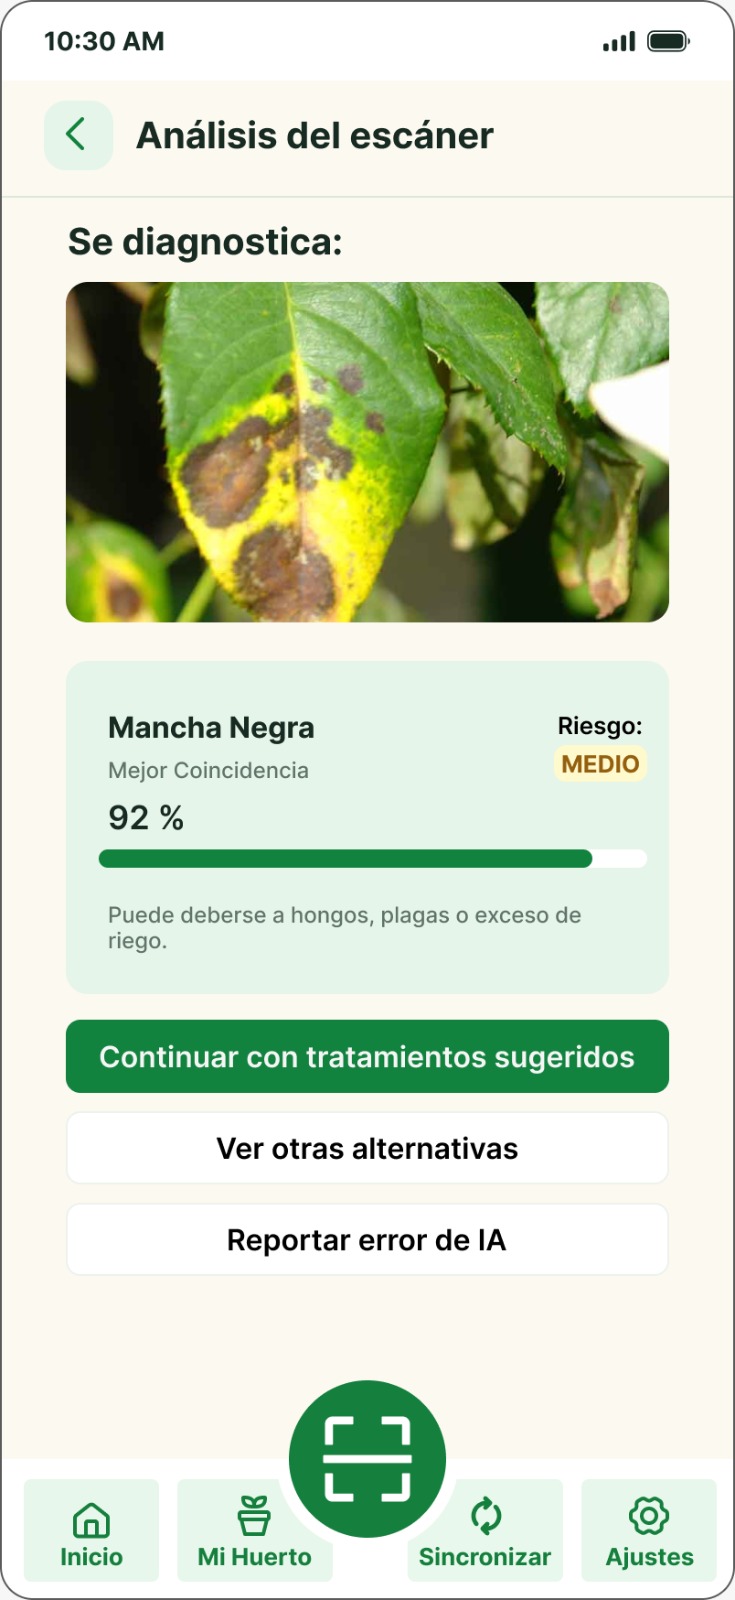 10:30 AM
Análisis del escáner
Se diagnostica:
Mancha Negra
Riesgo:
Mejor Coincidencia
MEDIO
92 %
Puede deberse a hongos, plagas o exceso de
riego.
Continuar con tratamientos sugeridos
Ver otras alternativas
Reportar error de IA
Inicio
Mi Huerto
Sincronizar
Ajustes